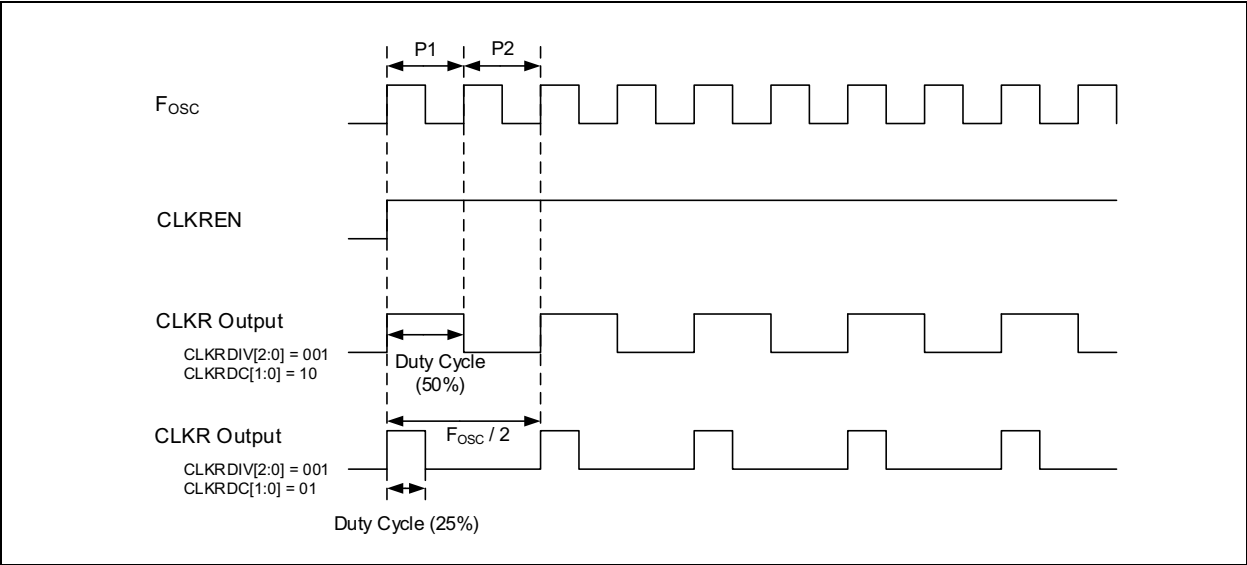 P1
P2
FOSC
CLKREN
CLKR Output
CLKRDIV[2:0] = 001
CLKRDC[1:0] = 10
Duty Cycle
(50%)
FOSC / 2
CLKR Output
CLKRDIV[2:0] = 001
CLKRDC[1:0] = 01
Duty Cycle (25%)